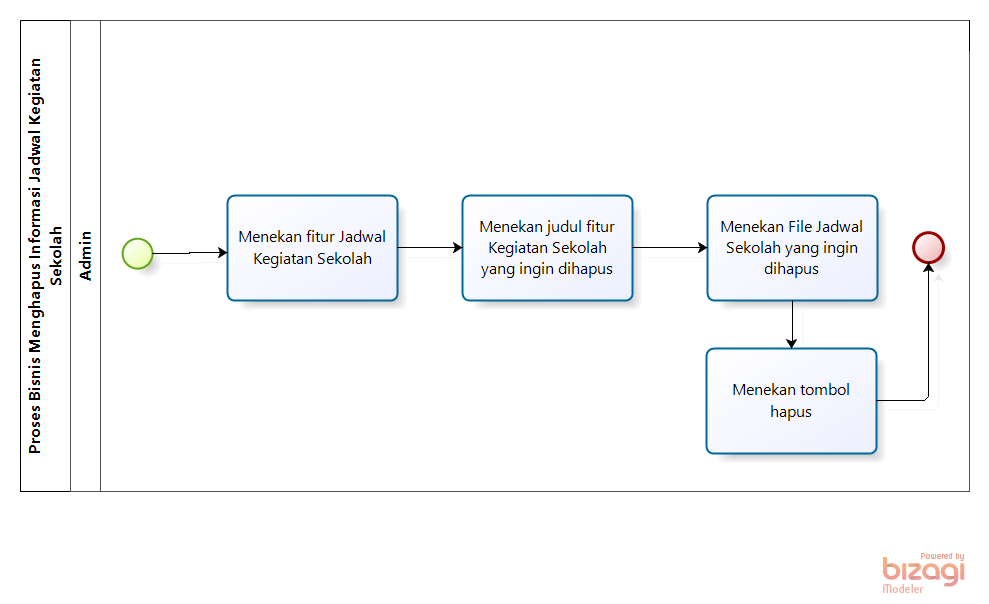 Proses Bisnis Menghapus Informasi Jadwal Kegiatan
Sekolah
Admin
Menekan fitur Jadwal
Kegiatan Sekolah
Menekan judul fitur
Kegiatan Sekolah
yang ingin dihapus
Menekan File Jadwal
Sekolah yang ingin
dihapus
Menekan tombol
hapus
Powered by
bizagi
Modeler